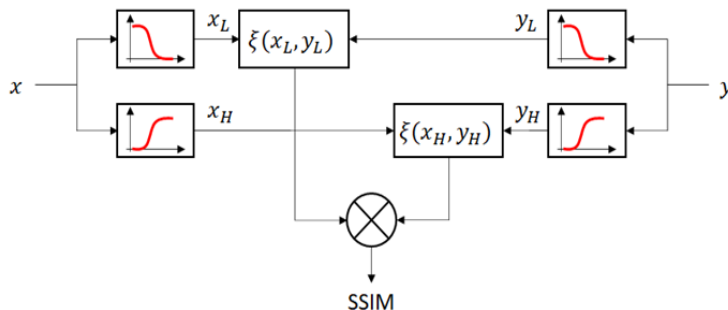 x_L y_L
ξ(x_L, y_L)
x y
x_H y_H
ξ(x_H, y_H)
SSIM